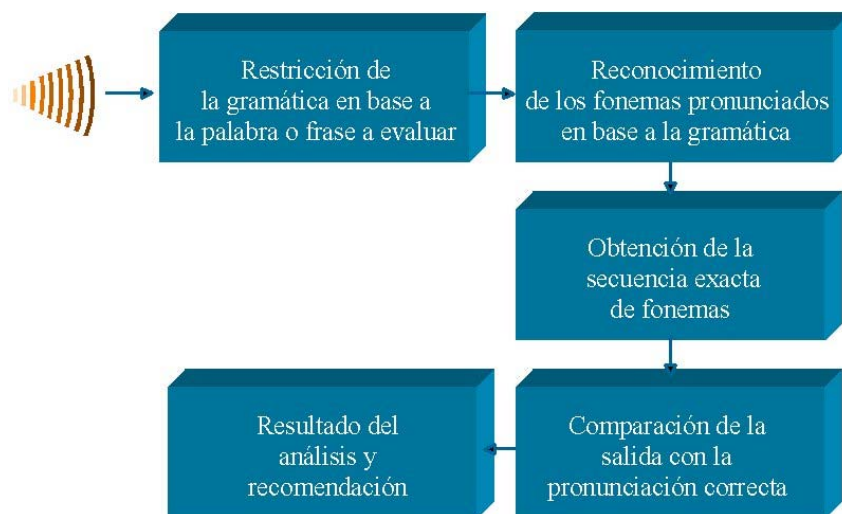 Restricción de
la gramática en base a
la palabra o frase a evaluar
Reconocimiento
de los fonemas pronunciados
en base a la gramática
Obtención de la
secuencia exacta
de fonemas
Comparación de la
salida con la
pronunciación correcta
Resultado del
análisis y
recomendación